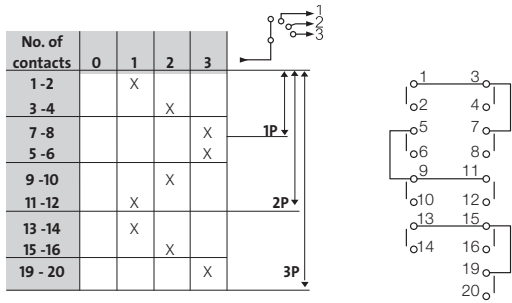 1
2
3
No. of
contacts 0 1 2 3
1 -2 X
3 -4 X
7 -8 X
1P
5 -6 X
9 -10 X
11 -12 X
2P
13 -14 X
15 -16 X
19 - 20 X
3P
1 3
2 4
5 7
6 8
9 11
10 12
13 15
14 16
19
20